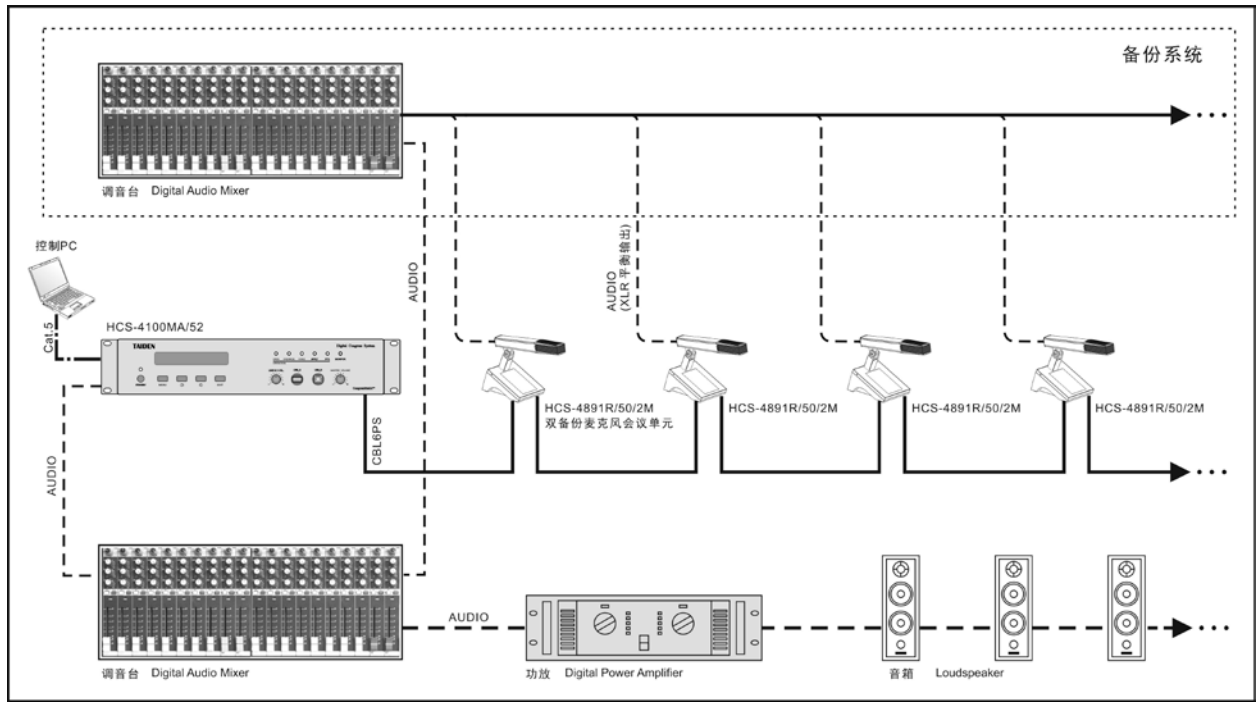 备份系统
调音台 Digital Audio Mixer
控制PC
Cat.5
HCS-4100MA/52
TAIDEN
Digital Congress System
AUDIO
AUDIO
(XLR 平衡输出)
CBL6PS
HCS-4891R/50/2M
双备份麦克风会议单元
HCS-4891R/50/2M
HCS-4891R/50/2M
HCS-4891R/50/2M
AUDIO
AUDIO
调音台 Digital Audio Mixer
功放 Digital Power Amplifier
音箱 Loudspeaker